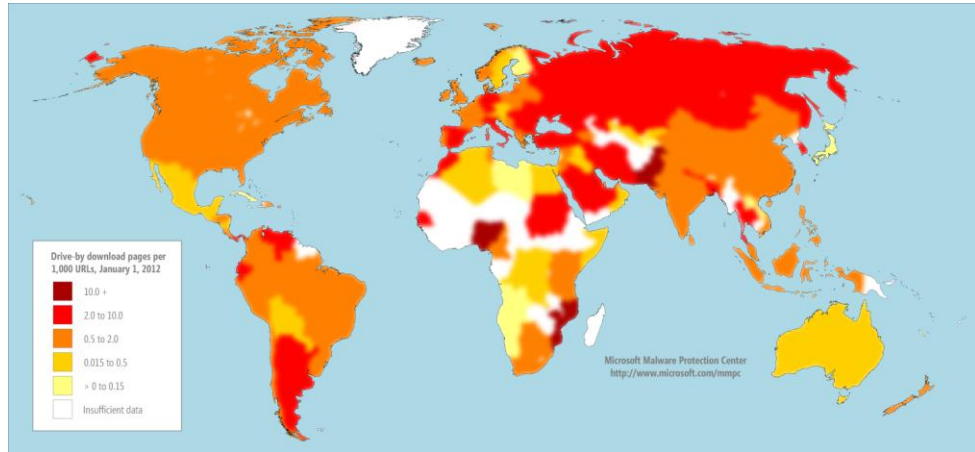 Drive-by download pages per
1,000 URLs, January 1, 2012
10.0 +
2.0 to 10.0
0.5 to 2.0
0.015 to 0.5
> 0 to 0.15
Insufficient data
Microsoft Malware Protection Center
http://www.microsoft.com/mmpc